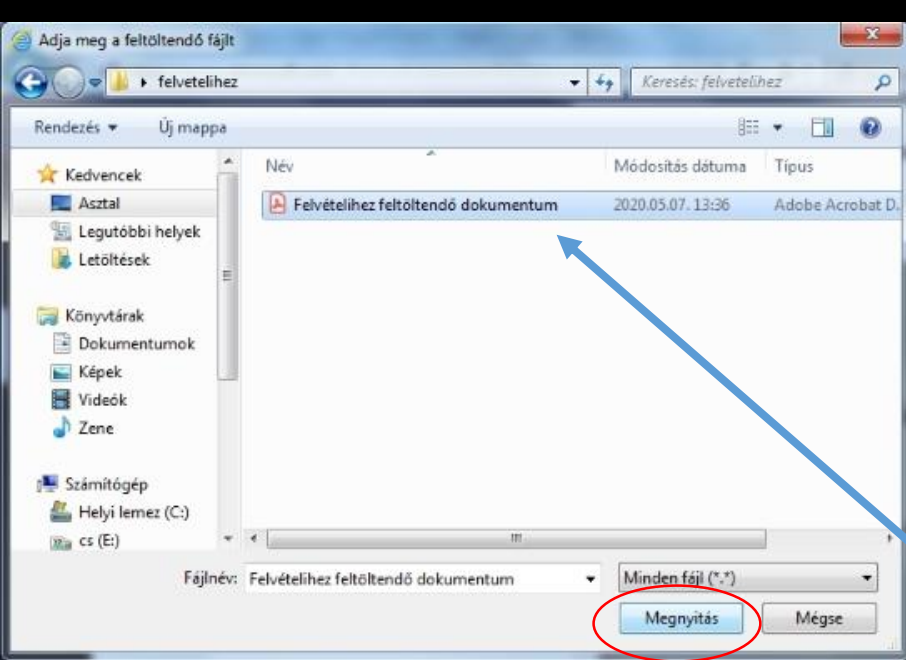 Adja meg a feltöltendő fájlt
felvetelihez
Keresés: felvetelihez
Rendezés
Új mappa
Kedvencek
Asztal
Legutóbbi helyek
Letöltések
Könyvtárak
Dokumentumok
Képek
Videók
Zene
Számítógép
Helyi lemez (C:)
cs (E:)
Név
Módosítás dátuma
Típus
Felvételihez feltöltendő dokumentum
2020.05.07. 13:36
Adobe Acrobat D.
Fájlnév:
Felvételihez feltöltendő dokumentum
Minden fájl (*.*)
Megnyitás
Mégse